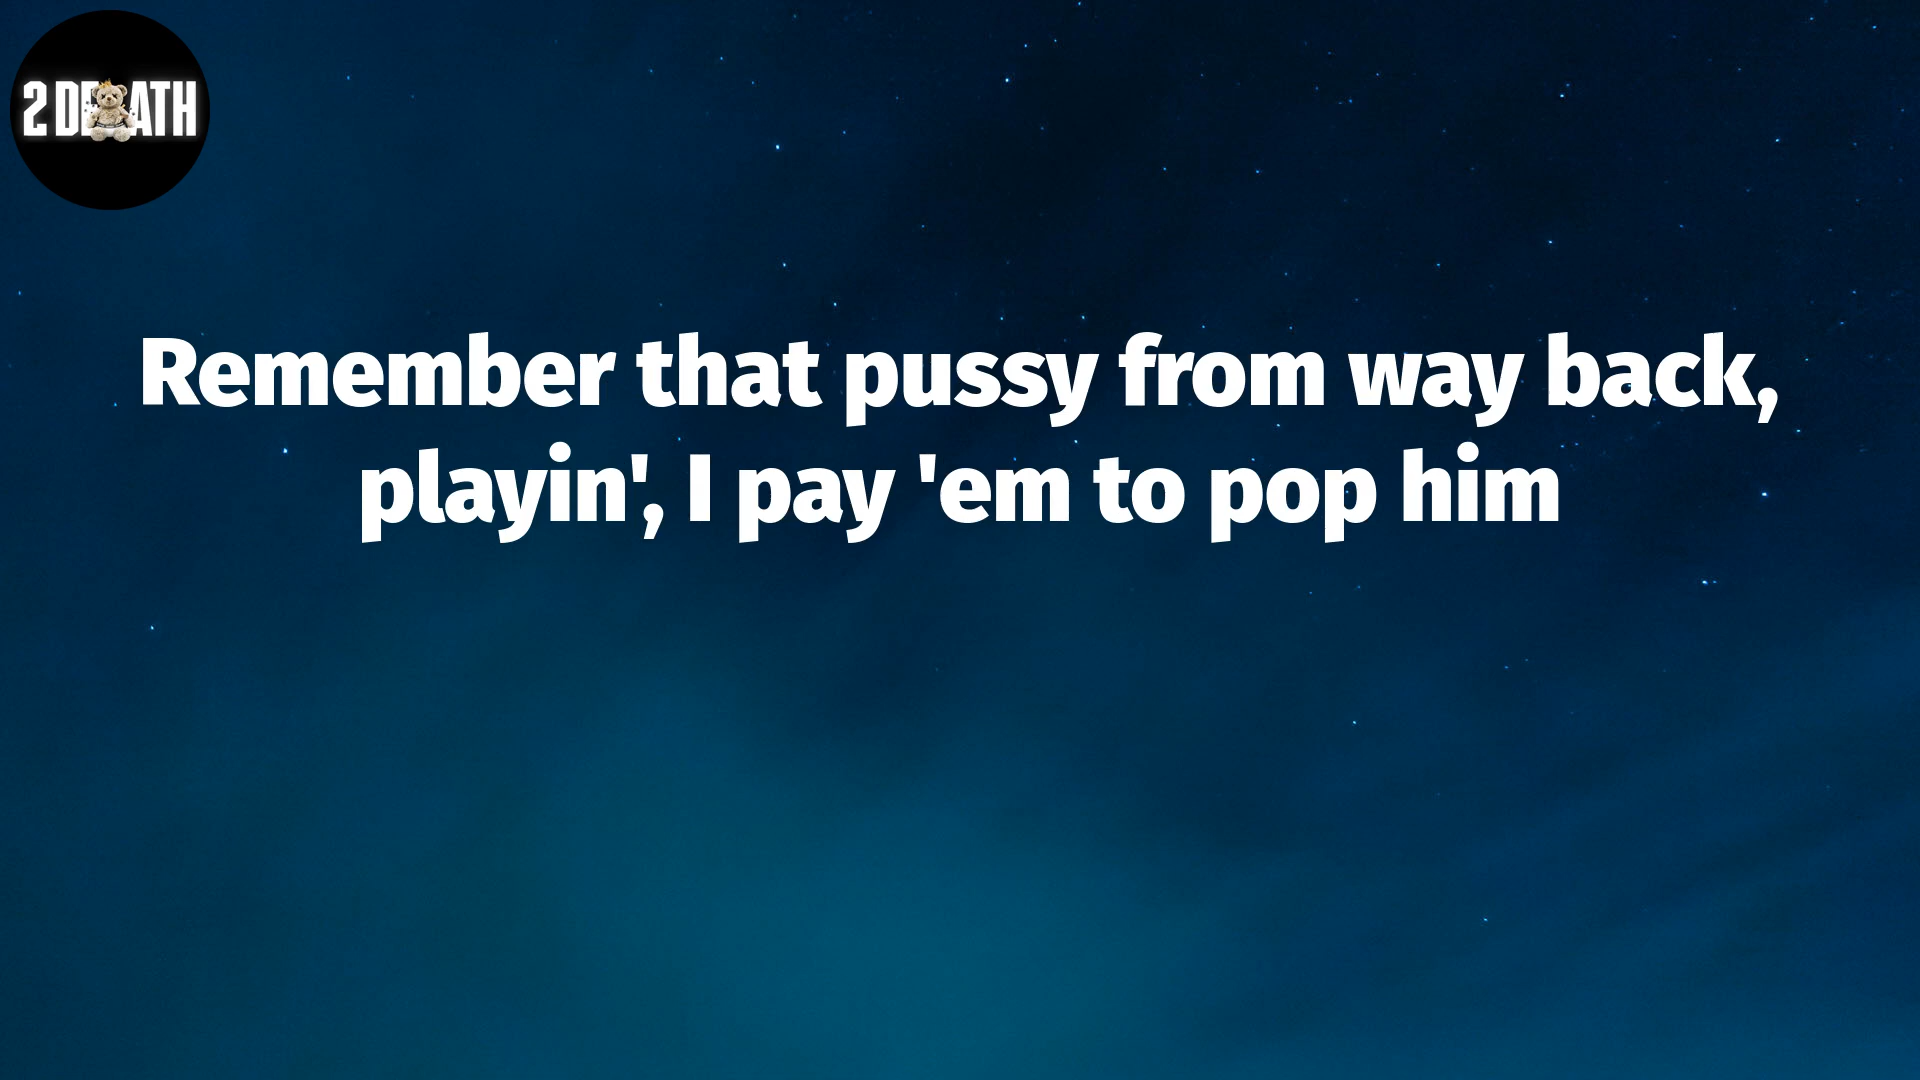 2 DEATH
Remember that pussy from way back,
playin', I pay 'em to pop him